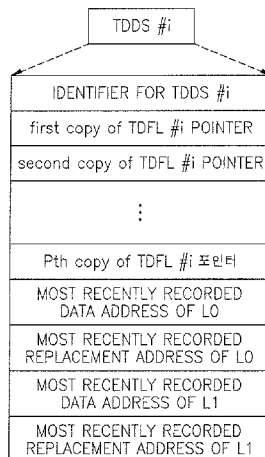 TDDS #i
IDENTIFIER FOR TDDS #i
first copy of TDFL #i POINTER
second copy of TDFL #i POINTER
⋮
Pth copy of TDFL #i 포인터
MOST RECENTLY RECORDED
DATA ADDRESS OF L0
MOST RECENTLY RECORDED
REPLACEMENT ADDRESS OF L0
MOST RECENTLY RECORDED
DATA ADDRESS OF L1
MOST RECENTLY RECORDED
REPLACEMENT ADDRESS OF L1